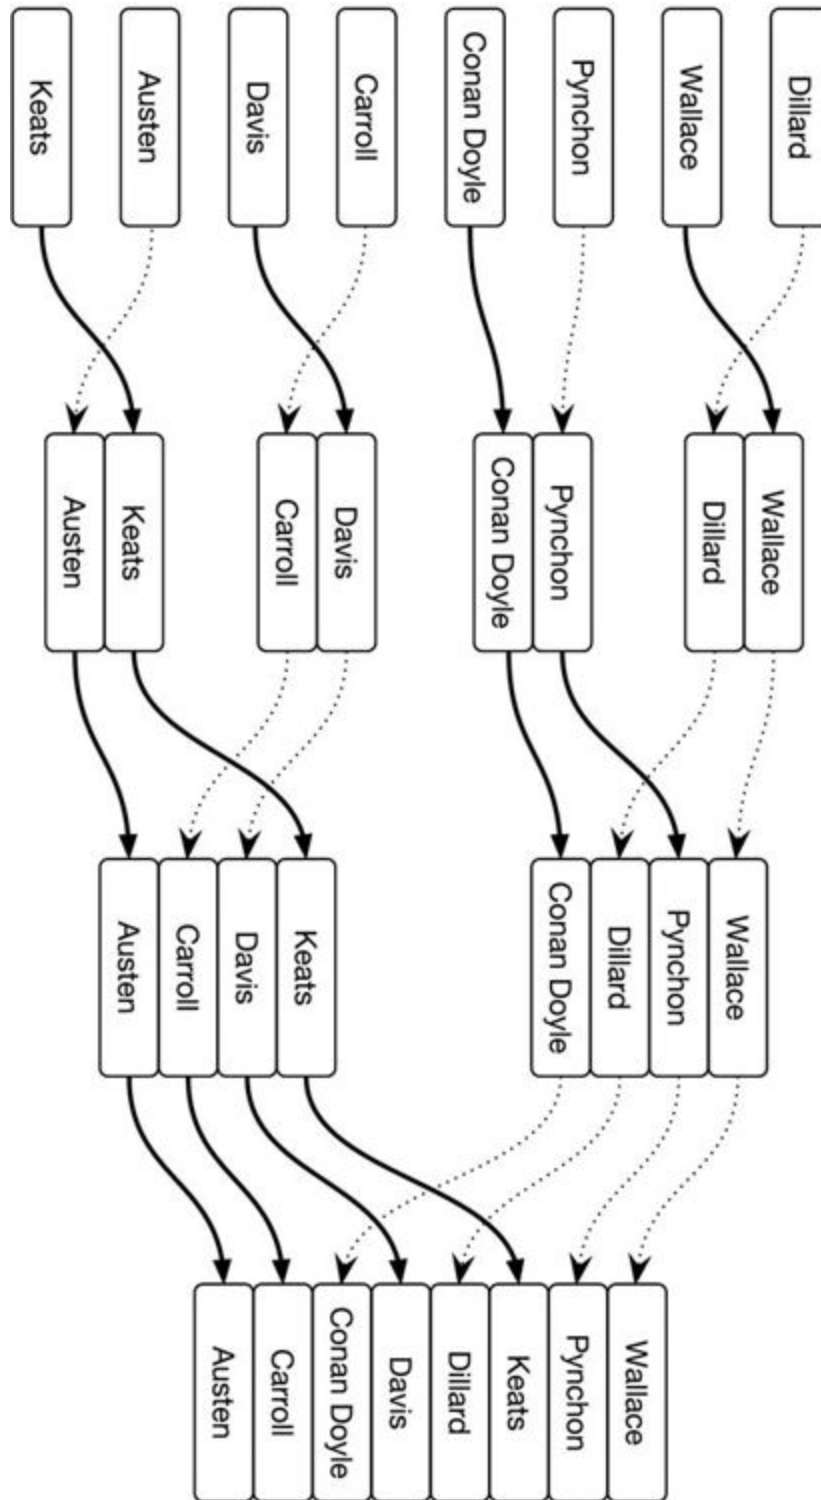 Keats
Austen
Davis
Carroll
Conan Doyle
Pynchon
Wallace
Dillard
Austen
Keats
Carroll
Davis
Conan Doyle
Pynchon
Dillard
Wallace
Austen
Carroll
Davis
Keats
Conan Doyle
Dillard
Pynchon
Wallace
Austen
Carroll
Conan Doyle
Davis
Dillard
Keats
Pynchon
Wallace